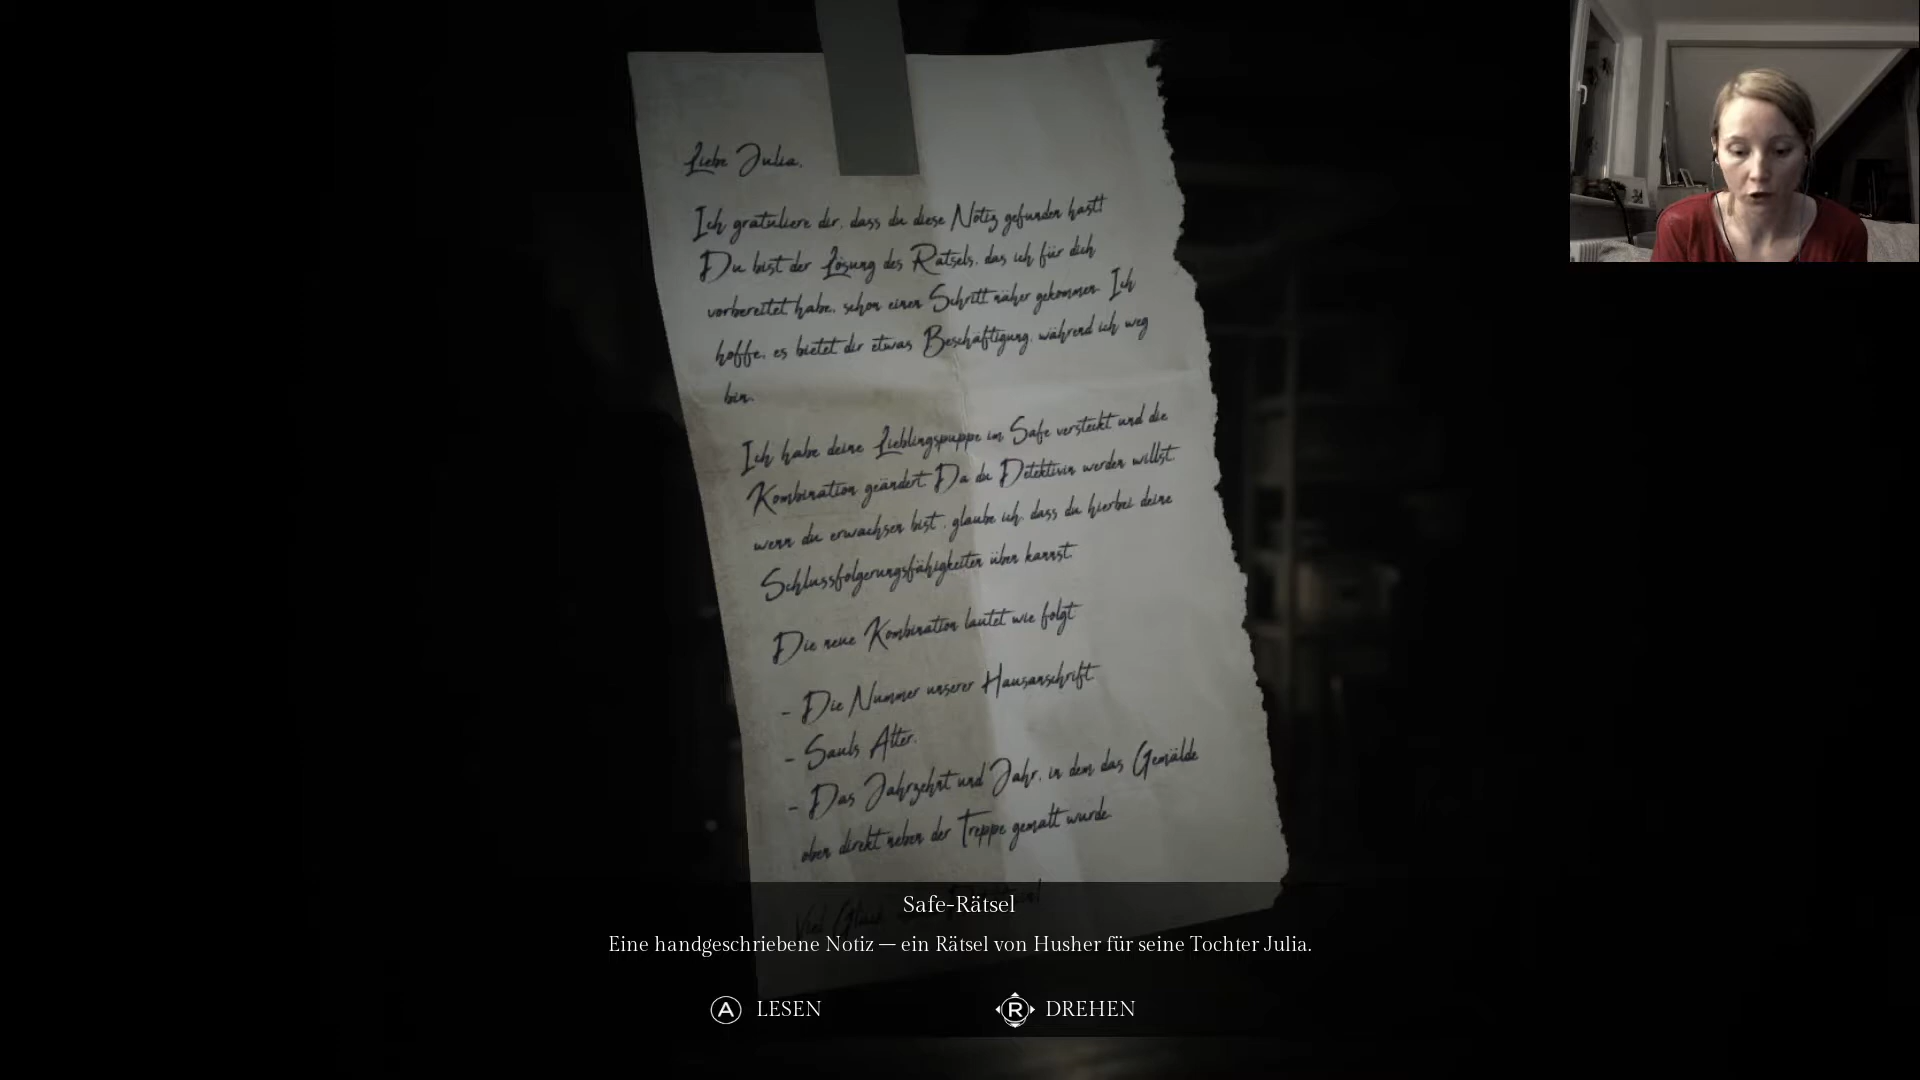 Liebe Julia,
Ich gratuliere dir, dass du diese Notiz gefunden hast!
Du bist der Lösung des Rätsels, das ich für dich
vorbereitet habe, schon einen Schritt näher gekommen. Ich
hoffe, es bietet dir etwas Beschäftigung, während ich weg
bin.
Ich habe deine Lieblingspuppe im Safe versteckt und die
Kombination geändert. Da du Detektivin werden willst,
wenn du erwachsen bist, glaube ich, dass du hierbei deine
Schlussfolgerungsfähigkeiten üben kannst.
Die neue Kombination lautet wie folgt:
- Die Nummer unserer Hausanschrift.
- Sauls Alter.
- Das Jahrzehnt und Jahr, in dem das Gemälde
oben direkt neben der Treppe gemalt wurde.
Viel Glück
Safe-Rätsel
Eine handgeschriebene Notiz — ein Rätsel von Husher für seine Tochter Julia.
A LESEN R DREHEN